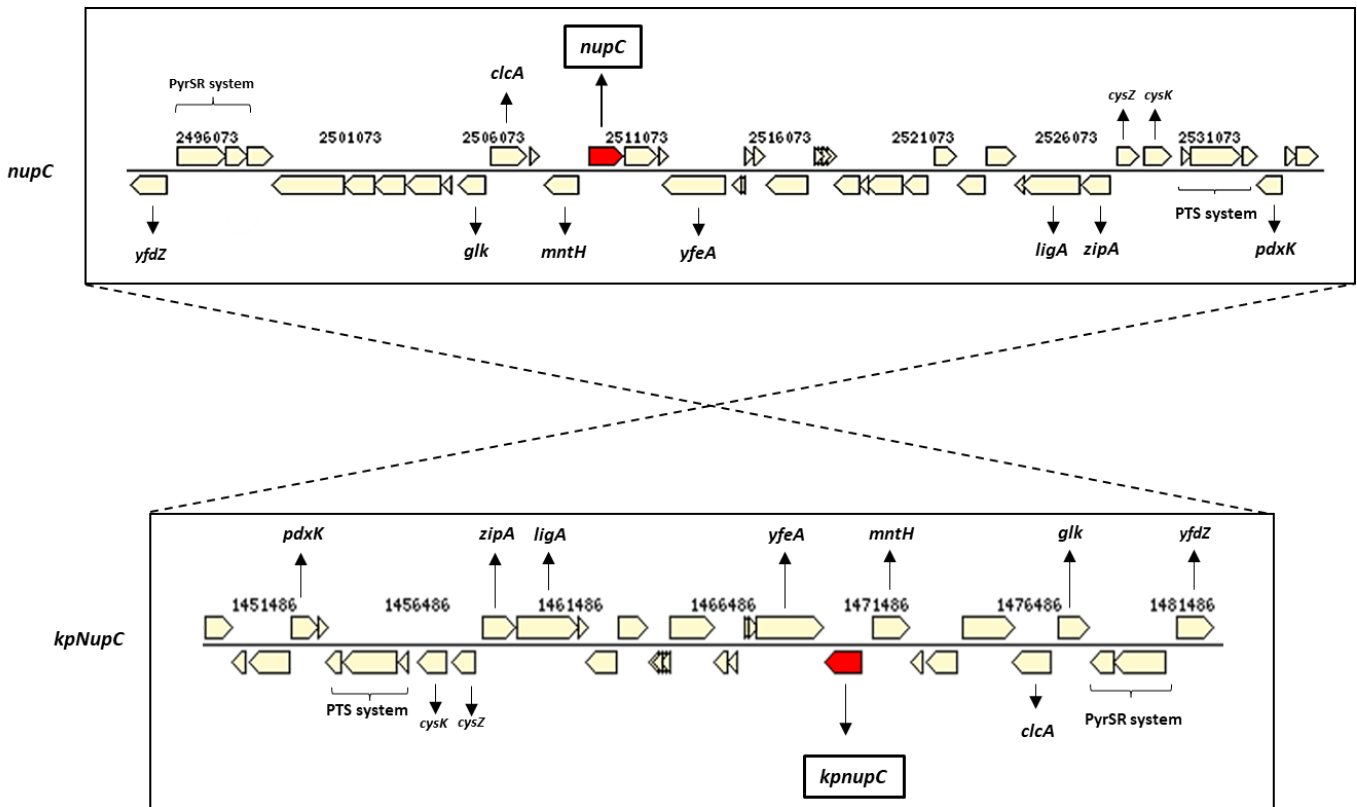 nupC
clcA
PyrSR system
cysZ cysK
2496073 2501073 2506073 2511073 2516073 2521073 2526073 2531073
nupC
PTS system
yfdZ glk mntH yfeA ligA zipA pdxK
pdxK zipA ligA yfeA mntH glk yfdZ
1451486 1456486 1461486 1466486 1471486 1476486 1481486
kpNupC
PTS system cysK cysZ clcA PyrSR system
kpnupC